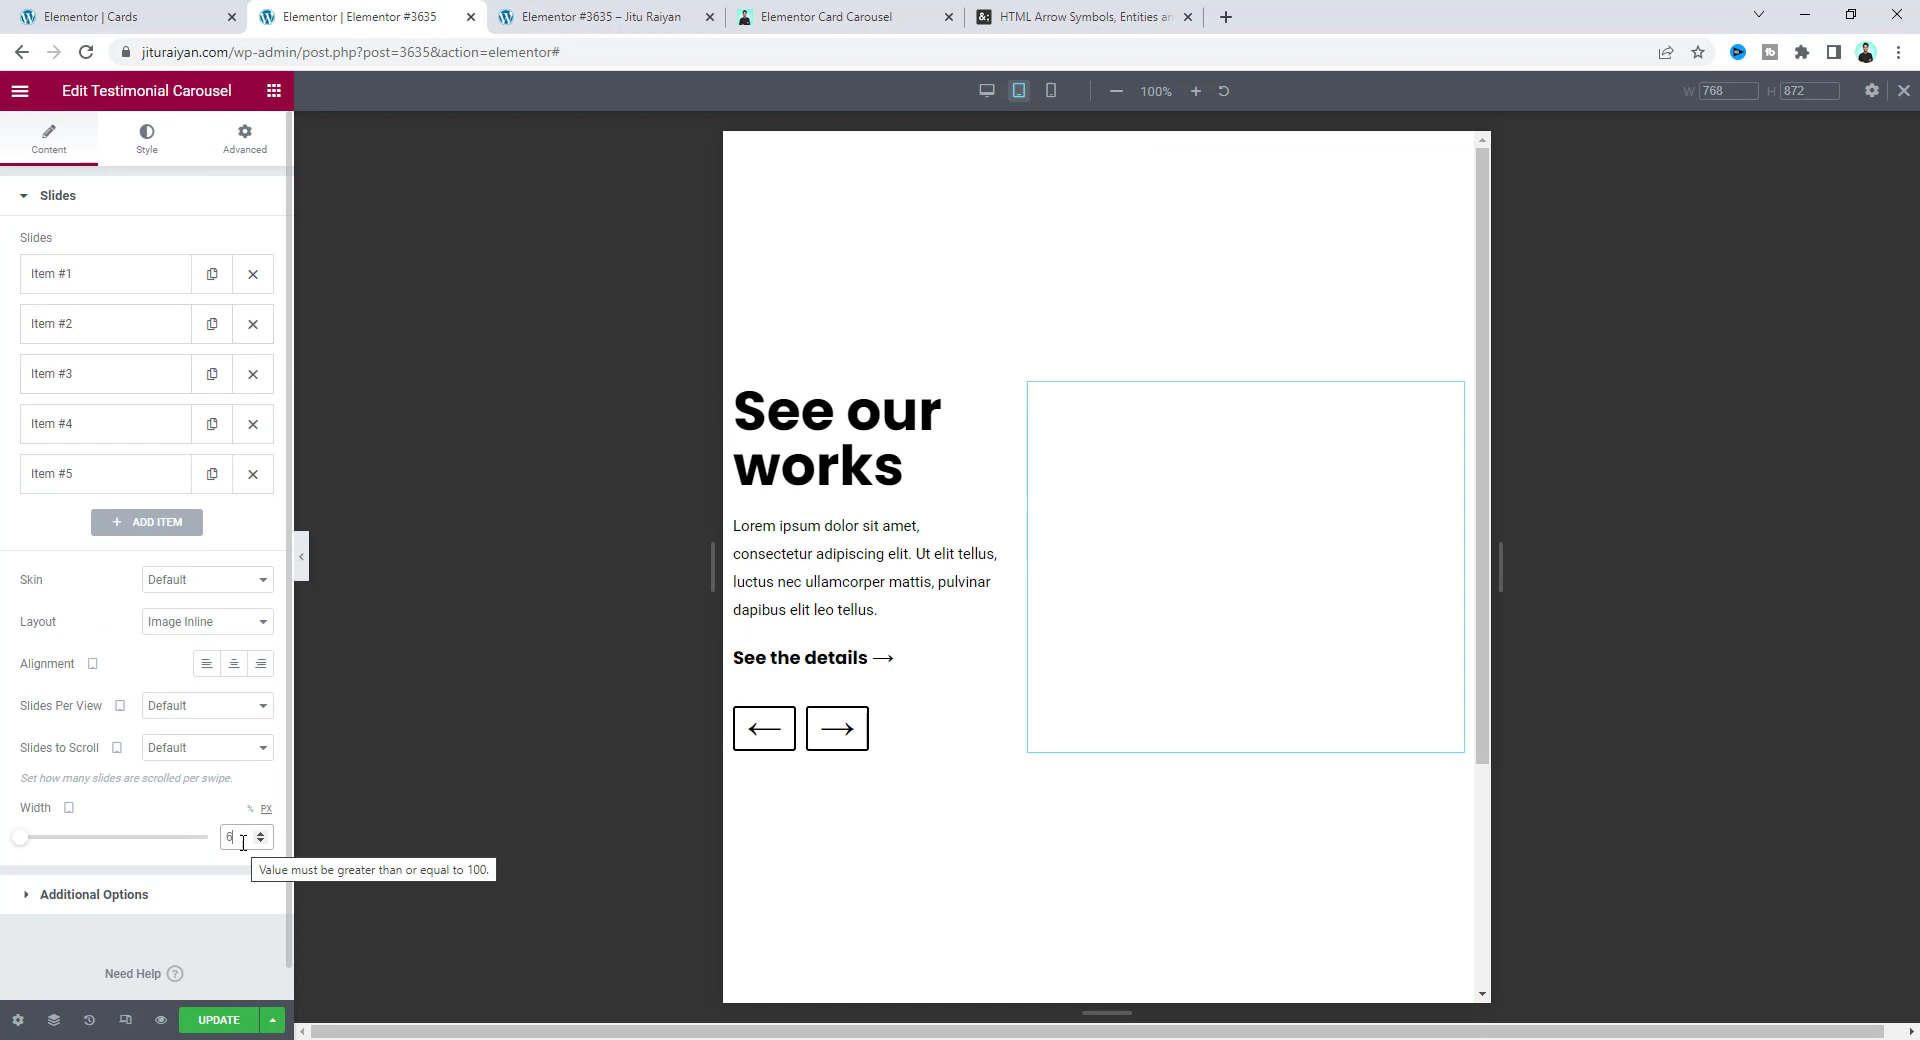 Elementor | Cards
Elementor | Elementor #3635
Elementor #3635 – Jitu Raiyan
Elementor Card Carousel
HTML Arrow Symbols, Entities an
jituraiyan.com/wp-admin/post.php?post=3635&action=elementor#
Edit Testimonial Carousel
100%
W 768 H 872
Content
Style
Advanced
Slides
Slides
Item #1
Item #2
Item #3
Item #4
Item #5
+ ADD ITEM
Skin Default
Layout Image Inline
Alignment
Slides Per View Default
Slides to Scroll Default
Set how many slides are scrolled per swipe.
Width % PX
6
Value must be greater than or equal to 100.
Additional Options
Need Help ?
UPDATE
See our
works
Lorem ipsum dolor sit amet,
consectetur adipiscing elit. Ut elit tellus,
luctus nec ullamcorper mattis, pulvinar
dapibus elit leo tellus.
See the details →
← →